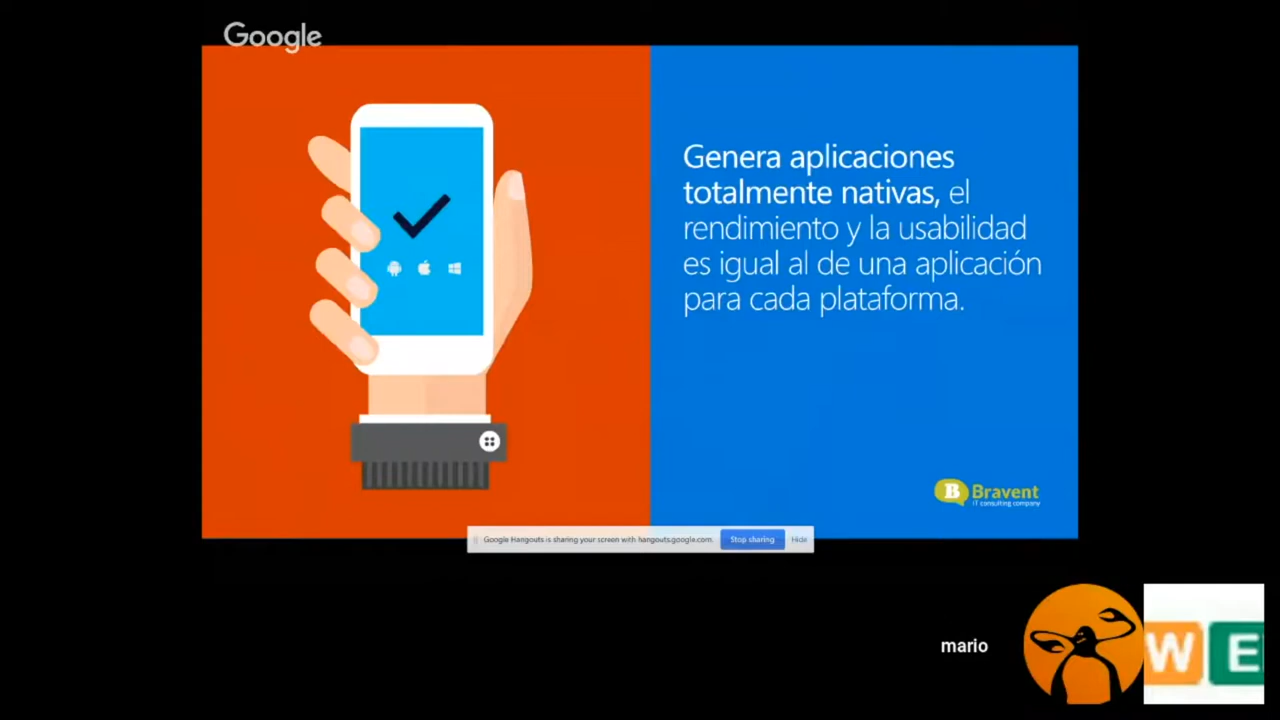 Google
Genera aplicaciones
totalmente nativas, el
rendimiento y la usabilidad
es igual al de una aplicación
para cada plataforma.
B Bravent
IT consulting company
Google Hangouts is sharing your screen with hangouts.google.com. Stop sharing Hide
mario
W E